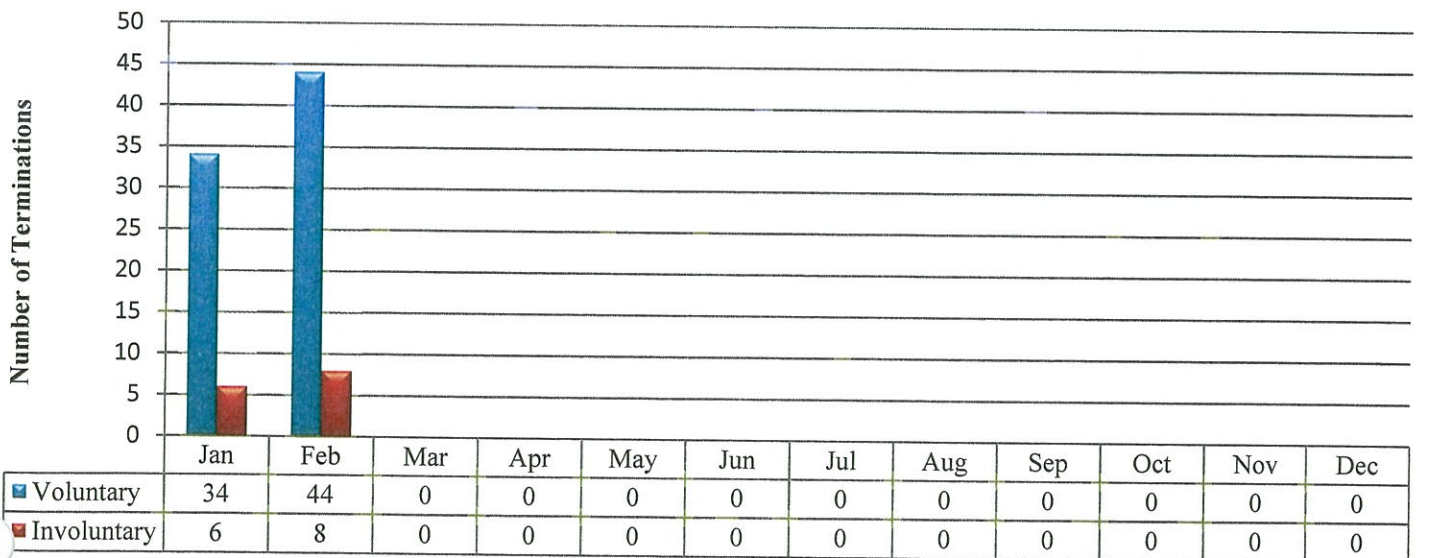 50
45
40
35
30
25
20
15
10
5
0
Number of Terminations
Jan Feb Mar Apr May Jun Jul Aug Sep Oct Nov Dec
Voluntary 34 44 0 0 0 0 0 0 0 0 0 0
Involuntary 6 8 0 0 0 0 0 0 0 0 0 0